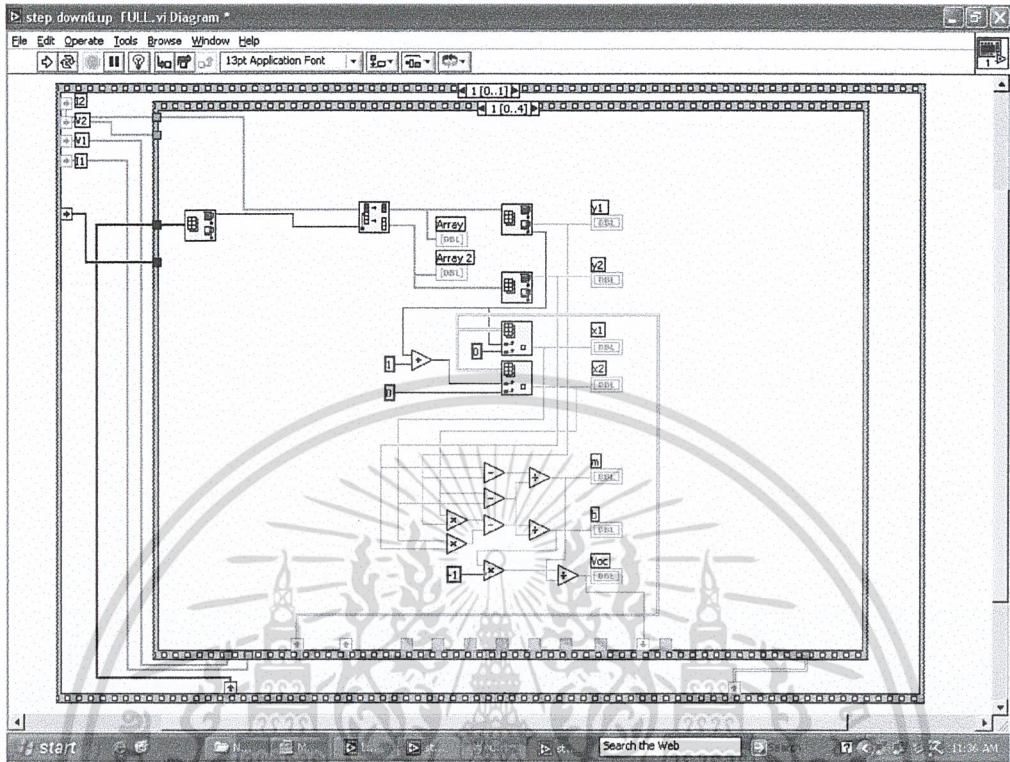 step down&up FULL.vi Diagram *
File Edit Operate Tools Browse Window Help
13pt Application Font
1
1 [0..1]
1 [0..4]
I2
V2
V1
I1
Array
[DBL]
Array 2
[DBL]
y1
DBL
y2
DBL
x1
DBL
x2
DBL
0
1
0
m
DBL
b
DBL
Voc
DBL
-1
start
Search the Web
Search
11:36 AM